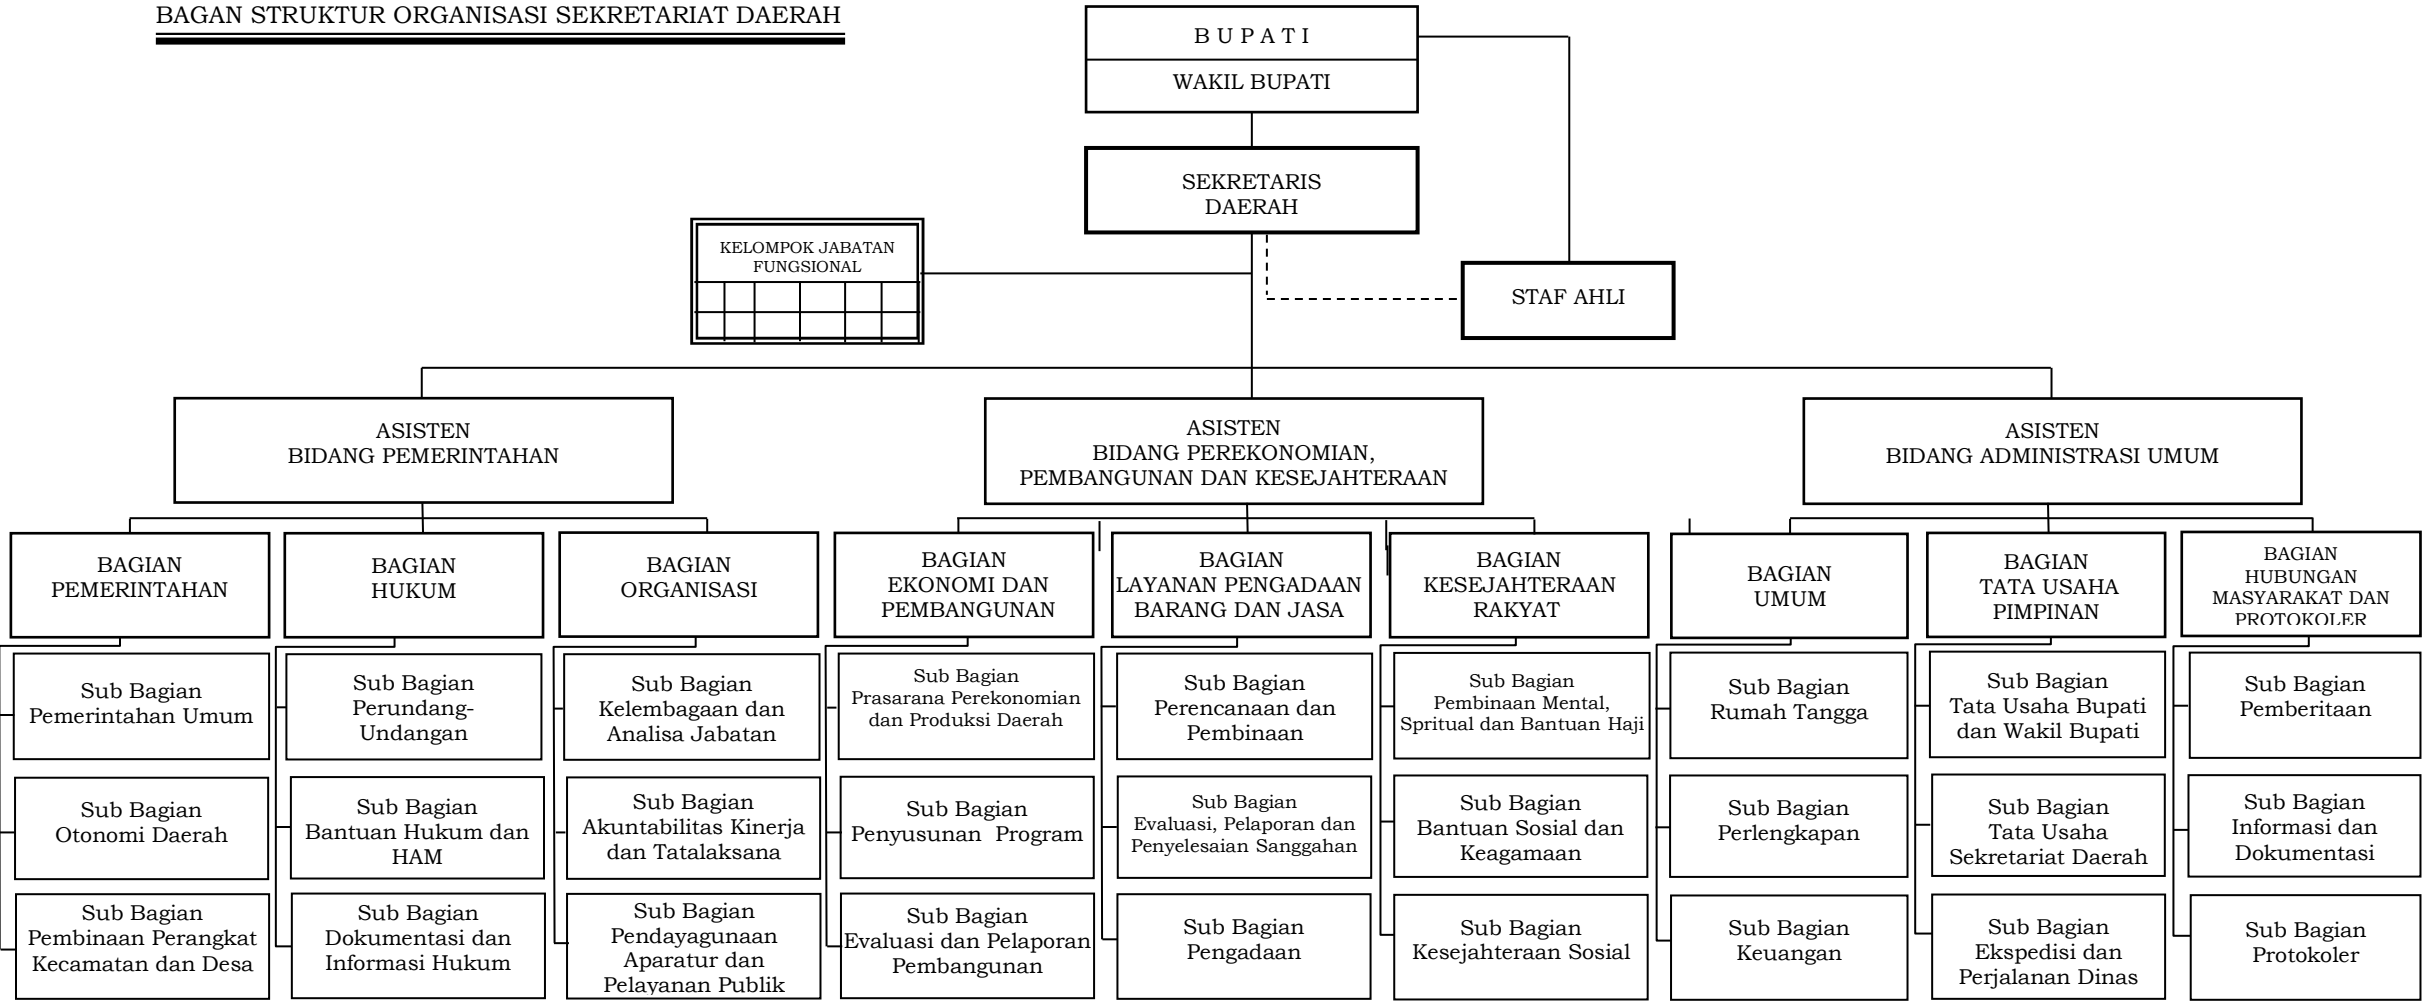 BAGAN STRUKTUR ORGANISASI SEKRETARIAT DAERAH
B U P A T I
WAKIL BUPATI
SEKRETARIS
DAERAH
KELOMPOK JABATAN
FUNGSIONAL
STAF AHLI
ASISTEN
BIDANG PEMERINTAHAN
ASISTEN
BIDANG PEREKONOMIAN,
PEMBANGUNAN DAN KESEJAHTERAAN
ASISTEN
BIDANG ADMINISTRASI UMUM
BAGIAN
PEMERINTAHAN
BAGIAN
HUKUM
BAGIAN
ORGANISASI
BAGIAN
EKONOMI DAN
PEMBANGUNAN
BAGIAN
LAYANAN PENGADAAN
BARANG DAN JASA
BAGIAN
KESEJAHTERAAN
RAKYAT
BAGIAN
UMUM
BAGIAN
TATA USAHA
PIMPINAN
BAGIAN
HUBUNGAN
MASYARAKAT DAN
PROTOKOLER
Sub Bagian
Pemerintahan Umum
Sub Bagian
Perundang-
Undangan
Sub Bagian
Kelembagaan dan
Analisa Jabatan
Sub Bagian
Prasarana Perekonomian
dan Produksi Daerah
Sub Bagian
Perencanaan dan
Pembinaan
Sub Bagian
Pembinaan Mental,
Spritual dan Bantuan Haji
Sub Bagian
Rumah Tangga
Sub Bagian
Tata Usaha Bupati
dan Wakil Bupati
Sub Bagian
Pemberitaan
Sub Bagian
Otonomi Daerah
Sub Bagian
Bantuan Hukum dan
HAM
Sub Bagian
Akuntabilitas Kinerja
dan Tatalaksana
Sub Bagian
Penyusunan Program
Sub Bagian
Evaluasi, Pelaporan dan
Penyelesaian Sanggahan
Sub Bagian
Bantuan Sosial dan
Keagamaan
Sub Bagian
Perlengkapan
Sub Bagian
Tata Usaha
Sekretariat Daerah
Sub Bagian
Informasi dan
Dokumentasi
Sub Bagian
Pembinaan Perangkat
Kecamatan dan Desa
Sub Bagian
Dokumentasi dan
Informasi Hukum
Sub Bagian
Pendayagunaan
Aparatur dan
Pelayanan Publik
Sub Bagian
Evaluasi dan Pelaporan
Pembangunan
Sub Bagian
Pengadaan
Sub Bagian
Kesejahteraan Sosial
Sub Bagian
Keuangan
Sub Bagian
Ekspedisi dan
Perjalanan Dinas
Sub Bagian
Protokoler